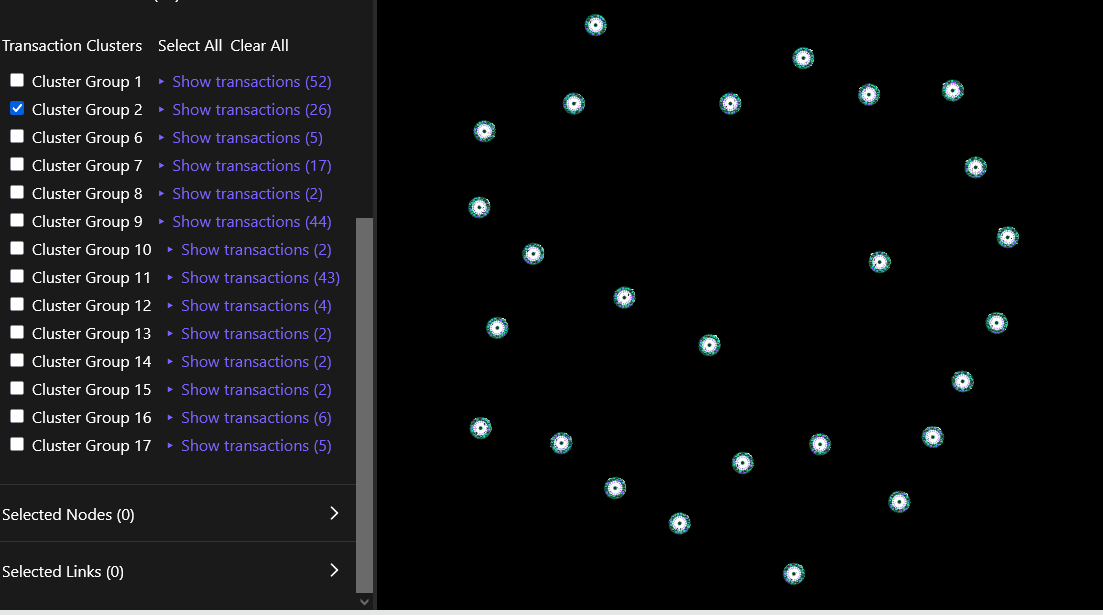 Transaction Clusters Select All Clear All
Cluster Group 1 ‣ Show transactions (52)
Cluster Group 2 ‣ Show transactions (26)
Cluster Group 6 ‣ Show transactions (5)
Cluster Group 7 ‣ Show transactions (17)
Cluster Group 8 ‣ Show transactions (2)
Cluster Group 9 ‣ Show transactions (44)
Cluster Group 10 ‣ Show transactions (2)
Cluster Group 11 ‣ Show transactions (43)
Cluster Group 12 ‣ Show transactions (4)
Cluster Group 13 ‣ Show transactions (2)
Cluster Group 14 ‣ Show transactions (2)
Cluster Group 15 ‣ Show transactions (2)
Cluster Group 16 ‣ Show transactions (6)
Cluster Group 17 ‣ Show transactions (5)
Selected Nodes (0)
Selected Links (0)